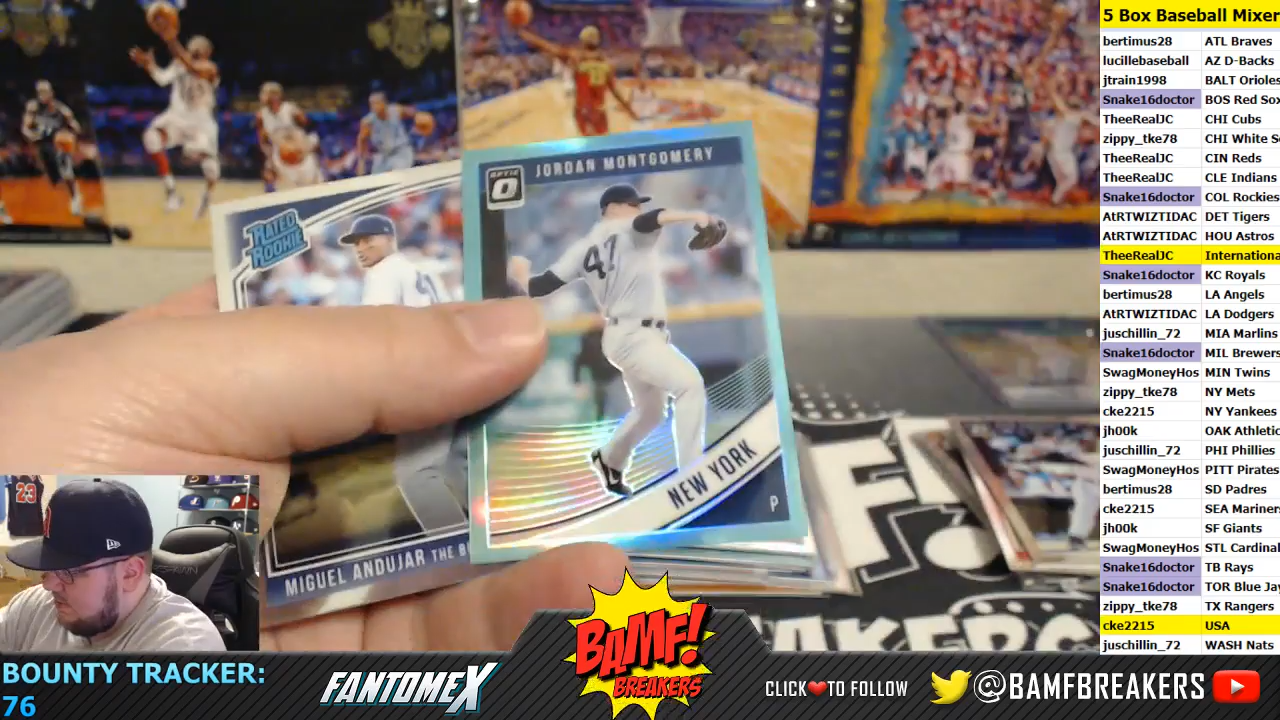 5 Box Baseball Mixer
bertimus28 ATL Braves
lucillebaseball AZ D-Backs
jtrain1998 BALT Orioles
Snake16doctor BOS Red Sox
TheeRealJC CHI Cubs
zippy_tke78 CHI White S
TheeRealJC CIN Reds
TheeRealJC CLE Indians
Snake16doctor COL Rockies
AtRTWIZTIDAC DET Tigers
AtRTWIZTIDAC HOU Astros
TheeRealJC Internationa
Snake16doctor KC Royals
bertimus28 LA Angels
AtRTWIZTIDAC LA Dodgers
juschillin_72 MIA Marlins
Snake16doctor MIL Brewers
SwagMoneyHos MIN Twins
zippy_tke78 NY Mets
cke2215 NY Yankees
jh00k OAK Athletic
juschillin_72 PHI Phillies
SwagMoneyHos PITT Pirates
bertimus28 SD Padres
cke2215 SEA Mariner
jh00k SF Giants
SwagMoneyHos STL Cardinal
Snake16doctor TB Rays
Snake16doctor TOR Blue Jay
zippy_tke78 TX Rangers
cke2215 USA
juschillin_72 WASH Nats
OPTIC
JORDAN MONTGOMERY
47
NEW YORK
P
RATED
ROOKIE
MIGUEL ANDUJAR THE B
23
BOUNTY TRACKER:
76
FANTOMEX
BAMF!
BREAKERS
CLICK❤TO FOLLOW
@BAMFBREAKERS